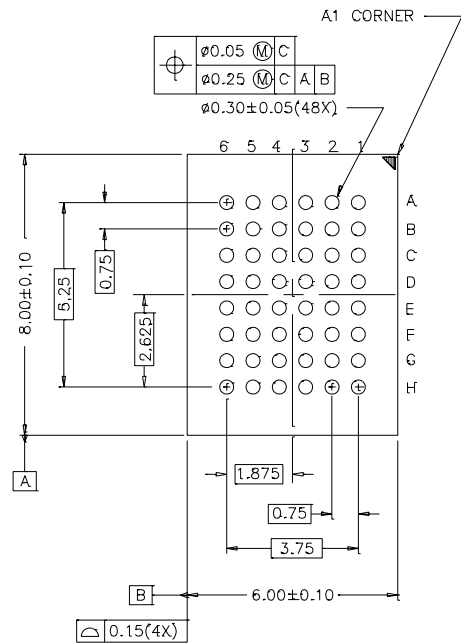 A1 CORNER
ø0.05 Ⓜ C
ø0.25 Ⓜ C A B
ø0.30±0.05(48X)
6 5 4 3 2 1
A
B
C
D
E
F
G
H
8.00±0.10
5.25
0.75
2.625
A
1.875
0.75
3.75
B
6.00±0.10
0.15(4X)